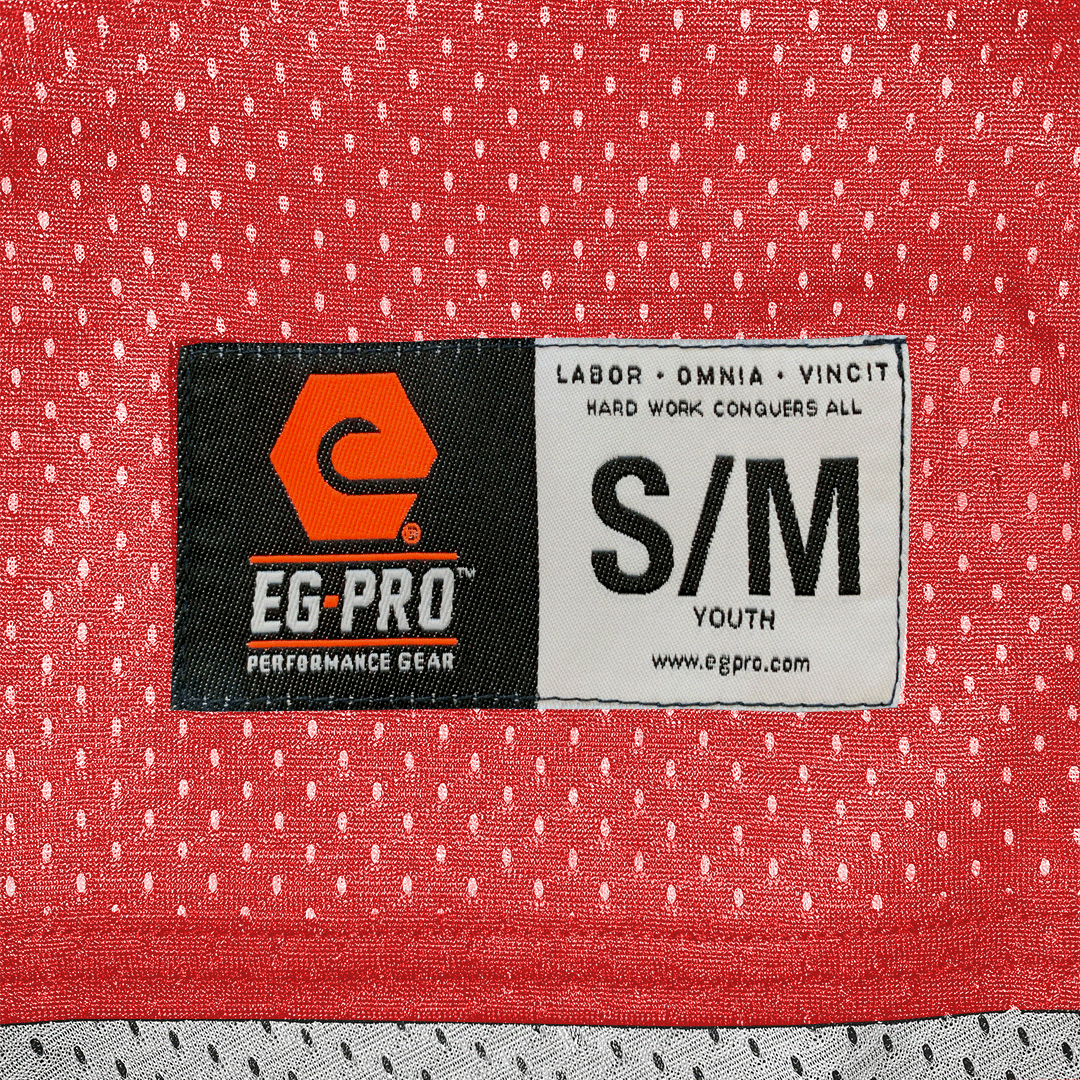 EG-PRO™
PERFORMANCE GEAR
LABOR • OMNIA • VINCIT
HARD WORK CONQUERS ALL
S/M
YOUTH
www.egpro.com